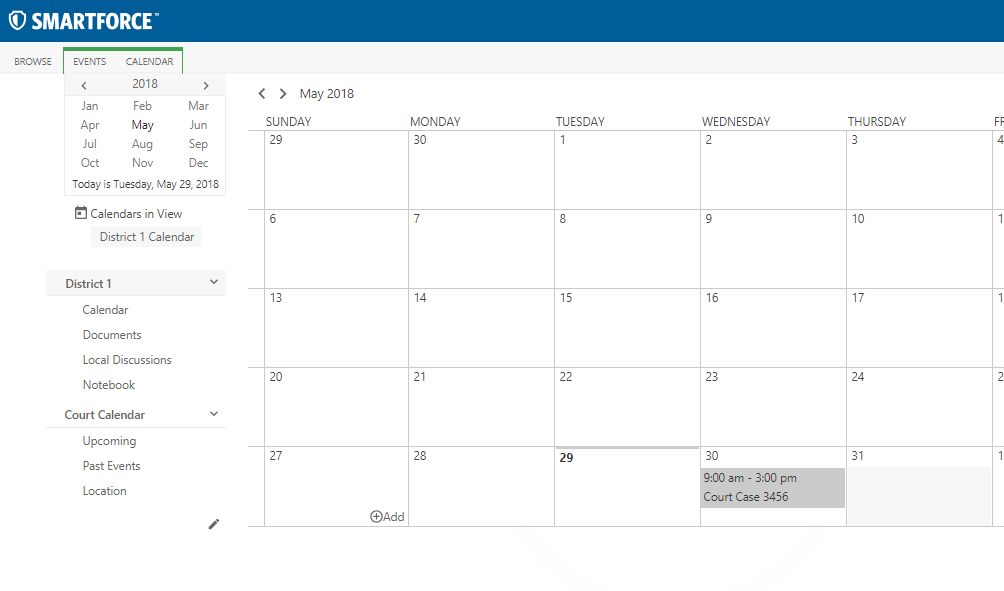 SMARTFORCE™
BROWSE EVENTS CALENDAR
2018
Jan Feb Mar
Apr May Jun
Jul Aug Sep
Oct Nov Dec
Today is Tuesday, May 29, 2018
Calendars in View
District 1 Calendar
District 1
Calendar
Documents
Local Discussions
Notebook
Court Calendar
Upcoming
Past Events
Location
May 2018
SUNDAY MONDAY TUESDAY WEDNESDAY THURSDAY FR
29 30 1 2 3 4
6 7 8 9 10 1
13 14 15 16 17 1
20 21 22 23 24 2
27 28 29 30 31 1
9:00 am - 3:00 pm
Court Case 3456
Add